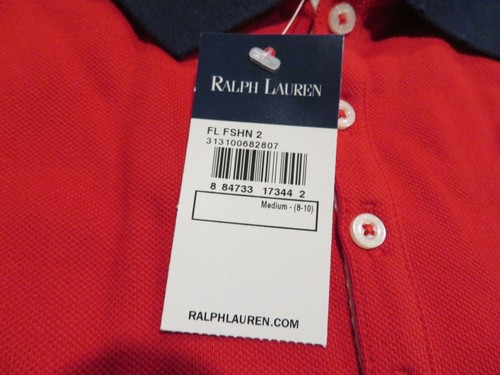 RALPH LAUREN
FL FSHN 2
313100682807
8 84733 17344 2
Medium - (8-10)
RALPHLAUREN.COM